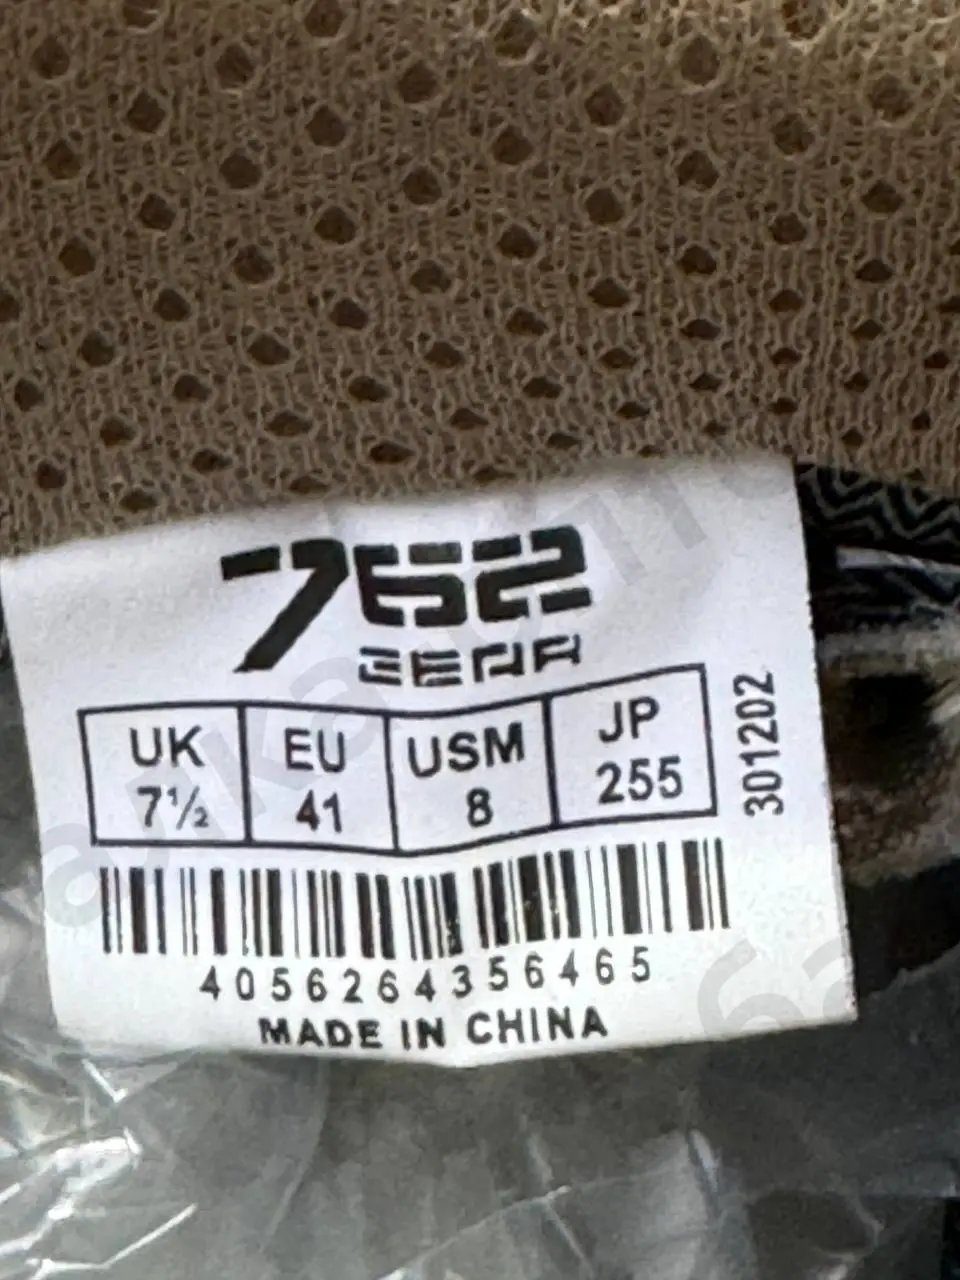 762
GEAR
UK EU USM JP
7½ 41 8 255
301202
4056264356465
MADE IN CHINA